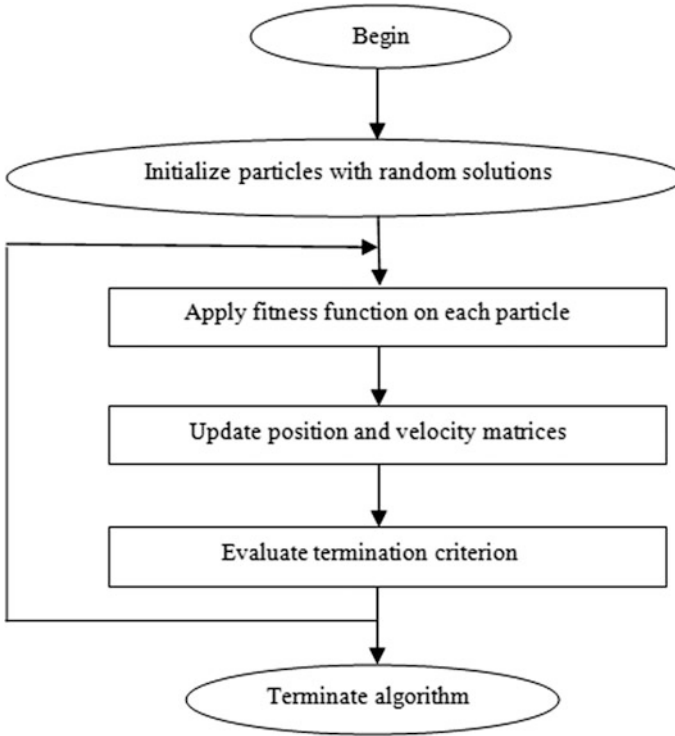 Begin
Initialize particles with random solutions
Apply fitness function on each particle
Update position and velocity matrices
Evaluate termination criterion
Terminate algorithm